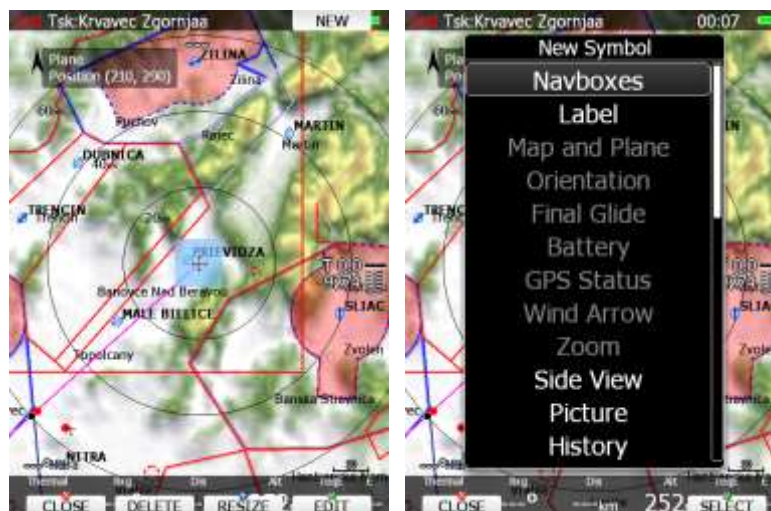 Tsk:Krvavec Zgornjaa
NEW
Plane
Position (210, 290)
ZILINA
Zilina
MARTIN
Martin
DUBNICA
TRENCIN
Trencin
PRIEVIDZA
Banovce Nad Bebravou
MALE BIELICE
Topolcany
SLIAC
Zvolen
Banska Stiavnica
NITRA
Thermal
Alt
CLOSE
DELETE
RESIZE
EDIT
Tsk:Krvavec Zgornjaa
00:07
New Symbol
Navboxes
Label
Map and Plane
Orientation
Final Glide
Battery
GPS Status
Wind Arrow
Zoom
Side View
Picture
History
CLOSE
km
252
SELECT